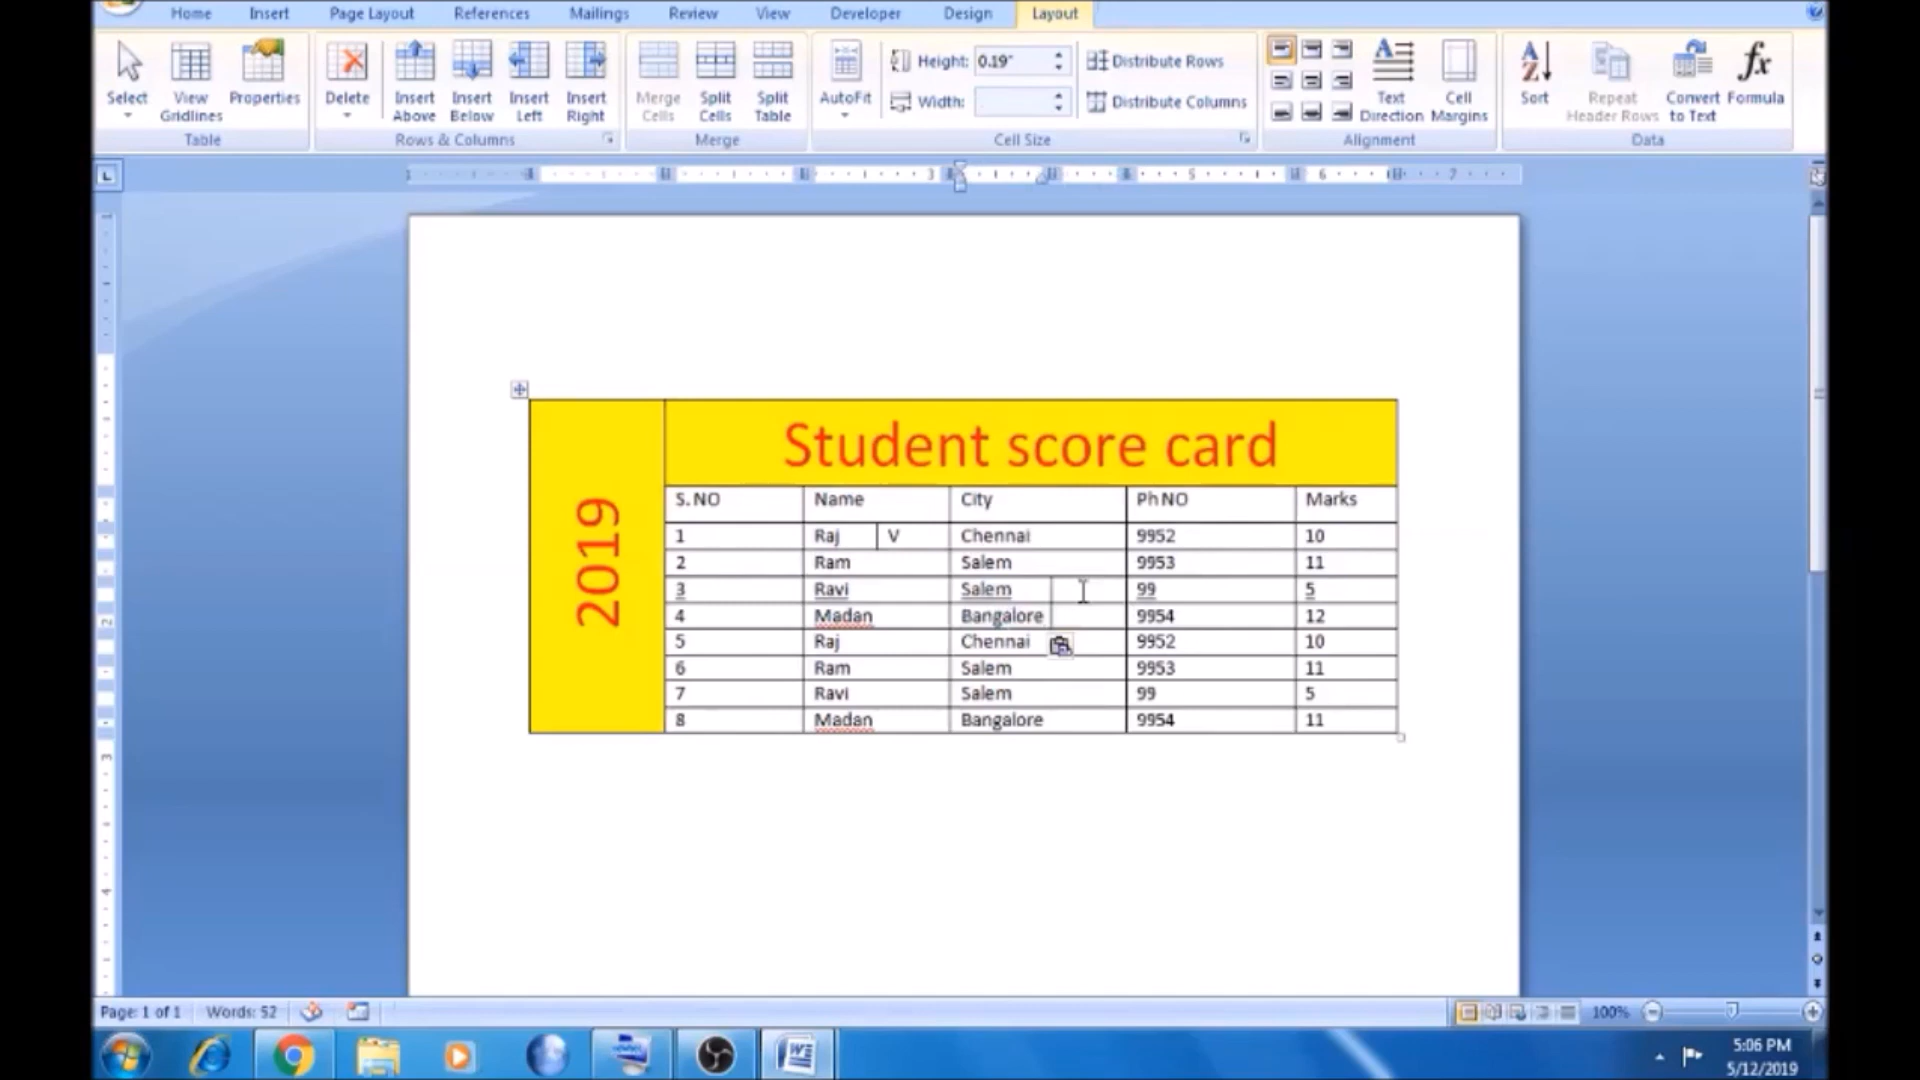 Home Insert Page Layout References Mailings Review View Developer Design Layout
Select View Gridlines Properties Delete Insert Above Insert Below Insert Left Insert Right Merge Cells Split Cells Split Table AutoFit Height: 0.19" Distribute Rows Text Direction Cell Margins Sort Repeat Header Rows Convert to Text Formula
Width: Distribute Columns
Table Rows & Columns Merge Cell Size Alignment Data
2019
Student score card
S. NO Name City Ph NO Marks
1 Raj V Chennai 9952 10
2 Ram Salem 9953 11
3 Ravi Salem 99 5
4 Madan Bangalore 9954 12
5 Raj Chennai 9952 10
6 Ram Salem 9953 11
7 Ravi Salem 99 5
8 Madan Bangalore 9954 11
Page: 1 of 1 Words: 52 100%
5:06 PM
5/12/2019